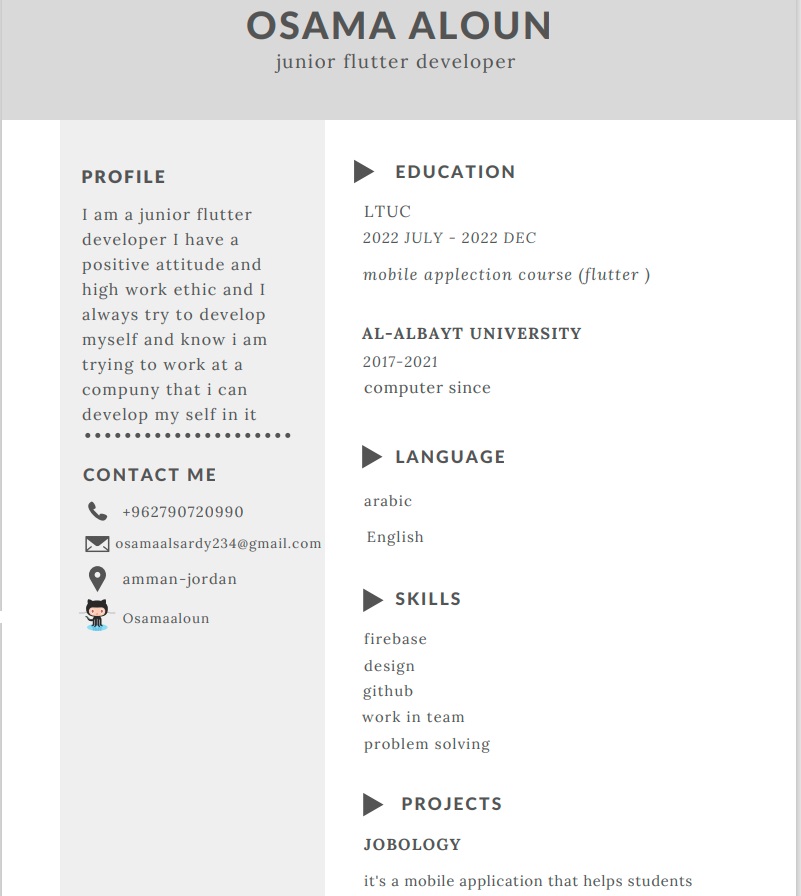 OSAMA ALOUN
junior flutter developer
PROFILE
I am a junior flutter
developer I have a
positive attitude and
high work ethic and I
always try to develop
myself and know i am
trying to work at a
compuny that i can
develop my self in it
CONTACT ME
+962790720990
osamaalsardy234@gmail.com
amman-jordan
Osamaaloun
EDUCATION
LTUC
2022 JULY - 2022 DEC
mobile applection course (flutter )
AL-ALBAYT UNIVERSITY
2017-2021
computer since
LANGUAGE
arabic
English
SKILLS
firebase
design
github
work in team
problem solving
PROJECTS
JOBOLOGY
it's a mobile application that helps students